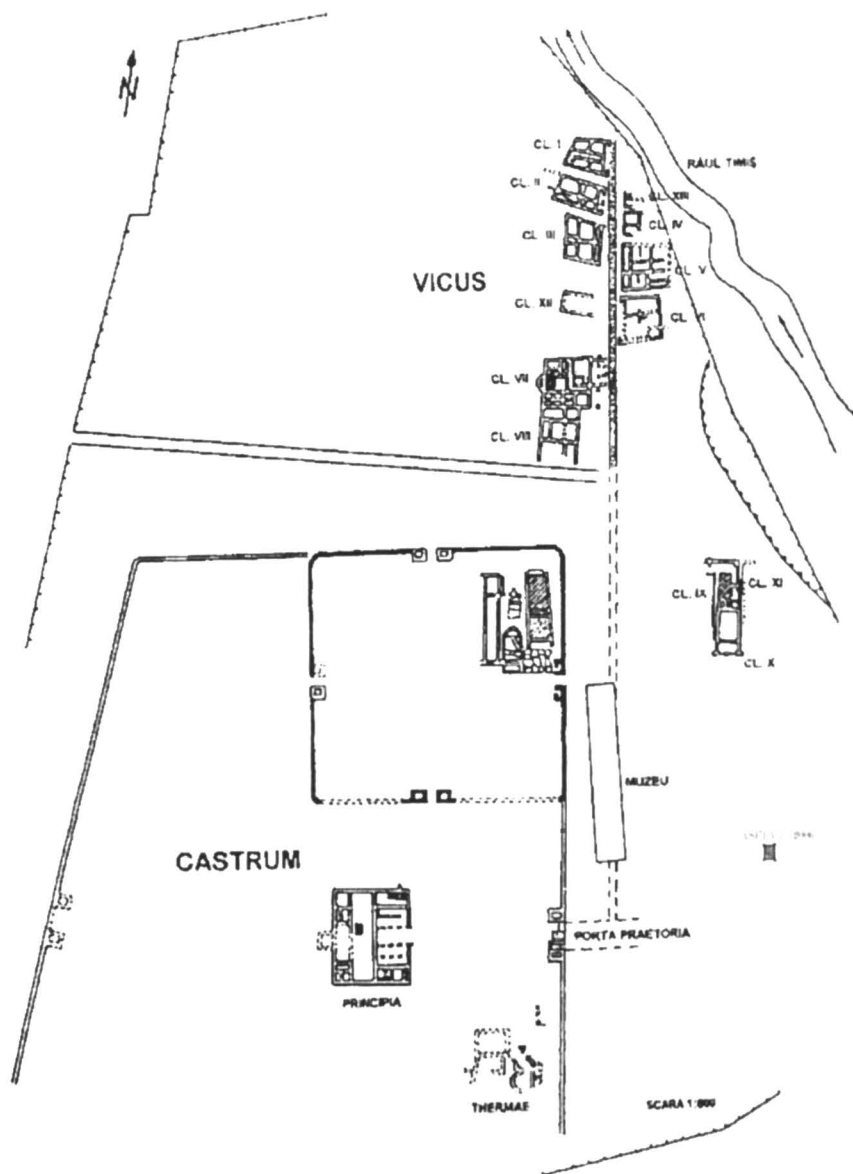 N
CL. I
RÂUL TIMIȘ
CL. II
CL. XIII
CL. IV
CL. III
VICUS
CL. V
CL. XII
CL. VI
CL. VII
CL. VIII
CL. IX
CL. XI
CL. X
MUZEU
CASTRUM
PORTA PRAETORIA
PRINCIPIA
THERMAE
SCARA 1:800